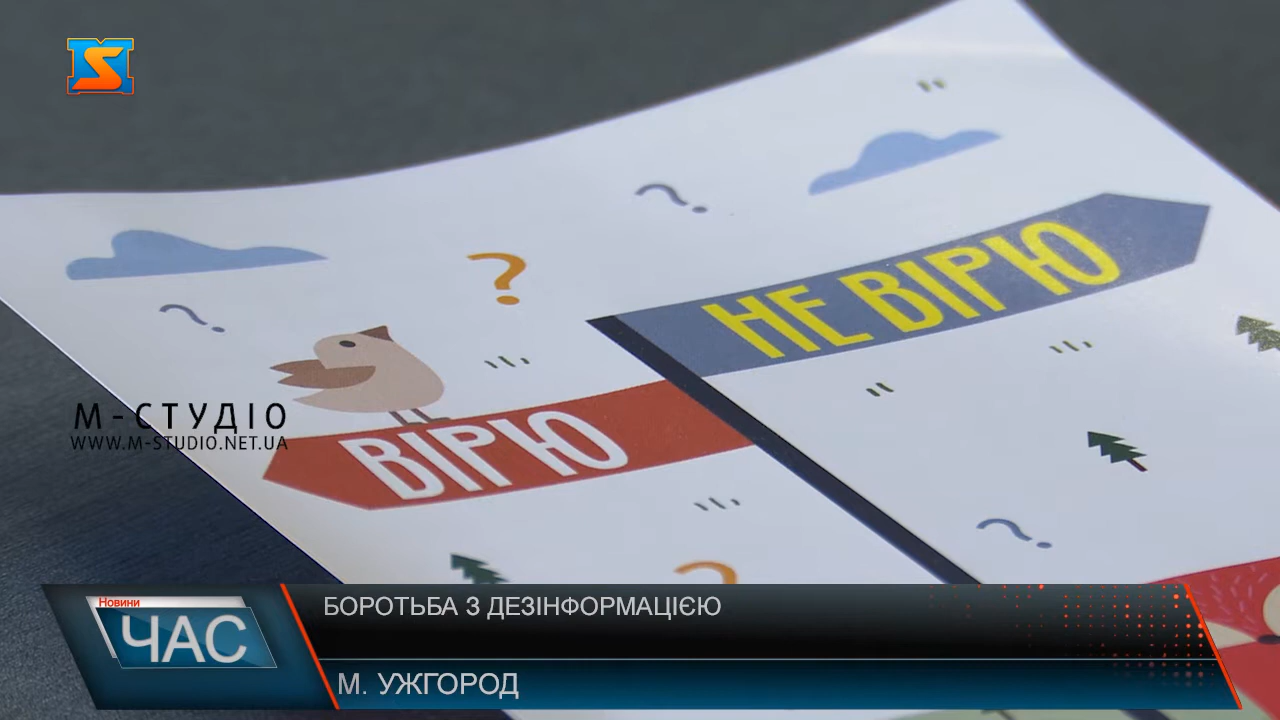 НЕ ВІРЮ
ВІРЮ
М-СТУДІО
WWW.M-STUDIO.NET.UA
Новини
ЧАС
БОРОТЬБА З ДЕЗІНФОРМАЦІЄЮ
М. УЖГОРОД